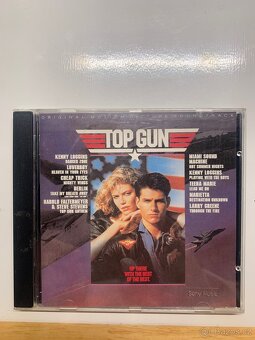 ORIGINAL MOTION PICTURE SOUNDTRACK
TOP GUN
KENNY LOGGINS
DANGER ZONE
LOVERBOY
HEAVEN IN YOUR EYES
CHEAP TRICK
MIGHTY WINGS
BERLIN
TAKE MY BREATH AWAY
HAROLD FALTERMEYER
& STEVE STEVENS
TOP GUN ANTHEM
MIAMI SOUND
MACHINE
HOT SUMMER NIGHTS
KENNY LOGGINS
PLAYING WITH THE BOYS
TEENA MARIE
LEAD ME ON
MARIETTA
DESTINATION UNKNOWN
LARRY GREENE
THROUGH THE FIRE
UP THERE
WITH THE BEST
OF THE BEST.
Sony Music